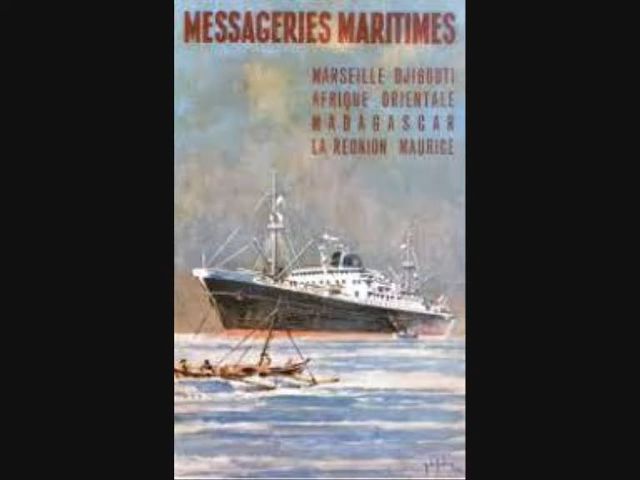 MESSAGERIES MARITIMES
MARSEILLE DJIBOUTI
AFRIQUE ORIENTALE
MADAGASCAR
LA REUNION MAURICE